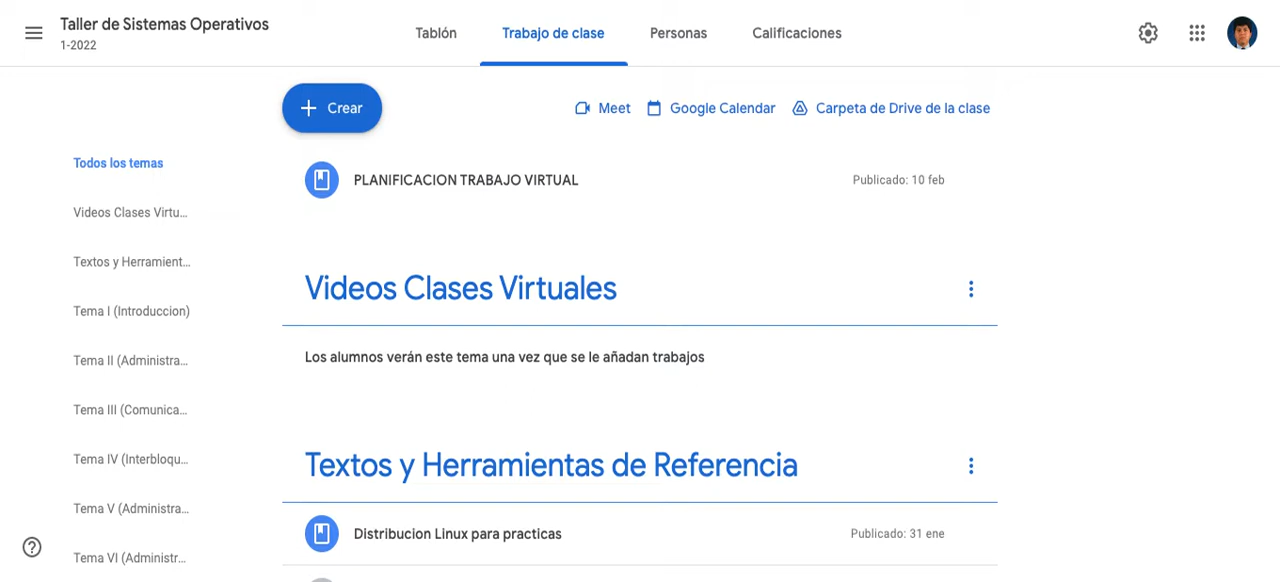 Taller de Sistemas Operativos
1-2022
Tablón
Trabajo de clase
Personas
Calificaciones
Crear
Meet
Google Calendar
Carpeta de Drive de la clase
Todos los temas
Videos Clases Virtu...
Textos y Herramient...
Tema I (Introduccion)
Tema II (Administra...
Tema III (Comunica...
Tema IV (Interbloqu...
Tema V (Administra...
Tema VI (Administr...
PLANIFICACION TRABAJO VIRTUAL
Publicado: 10 feb
Videos Clases Virtuales
Los alumnos verán este tema una vez que se le añadan trabajos
Textos y Herramientas de Referencia
Distribucion Linux para practicas
Publicado: 31 ene